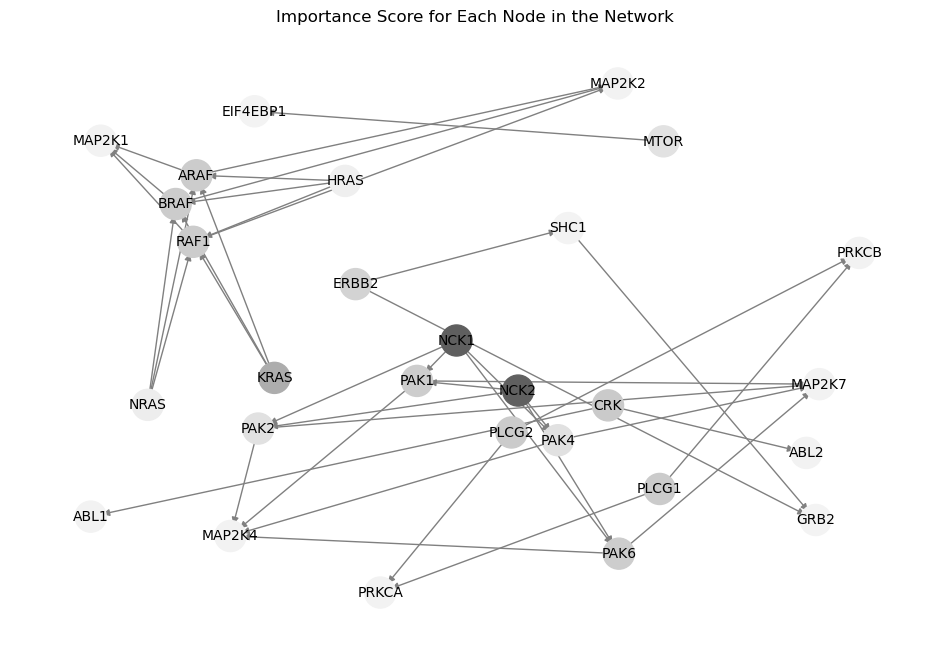 Importance Score for Each Node in the Network
MAP2K2
EIF4EBP1
MAP2K1
MTOR
ARAF
HRAS
BRAF
SHC1
RAF1
PRKCB
ERBB2
NCK1
KRAS
PAK1
MAP2K7
NCK2
NRAS
CRK
PAK2
PLCG2
PAK4
ABL2
PLCG1
ABL1
GRB2
MAP2K4
PAK6
PRKCA